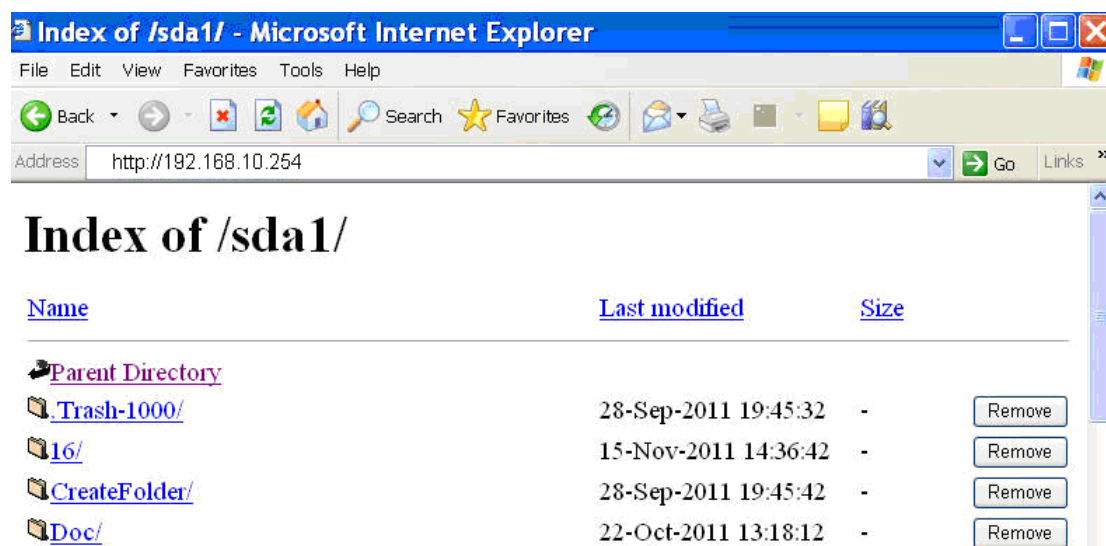 Index of /sda1/ - Microsoft Internet Explorer
File Edit View Favorites Tools Help
Back Search Favorites
Address http://192.168.10.254 Go Links »
Index of /sda1/
Name Last modified Size
Parent Directory
.Trash-1000/ 28-Sep-2011 19:45:32 - Remove
16/ 15-Nov-2011 14:36:42 - Remove
CreateFolder/ 28-Sep-2011 19:45:42 - Remove
Doc/ 22-Oct-2011 13:18:12 - Remove